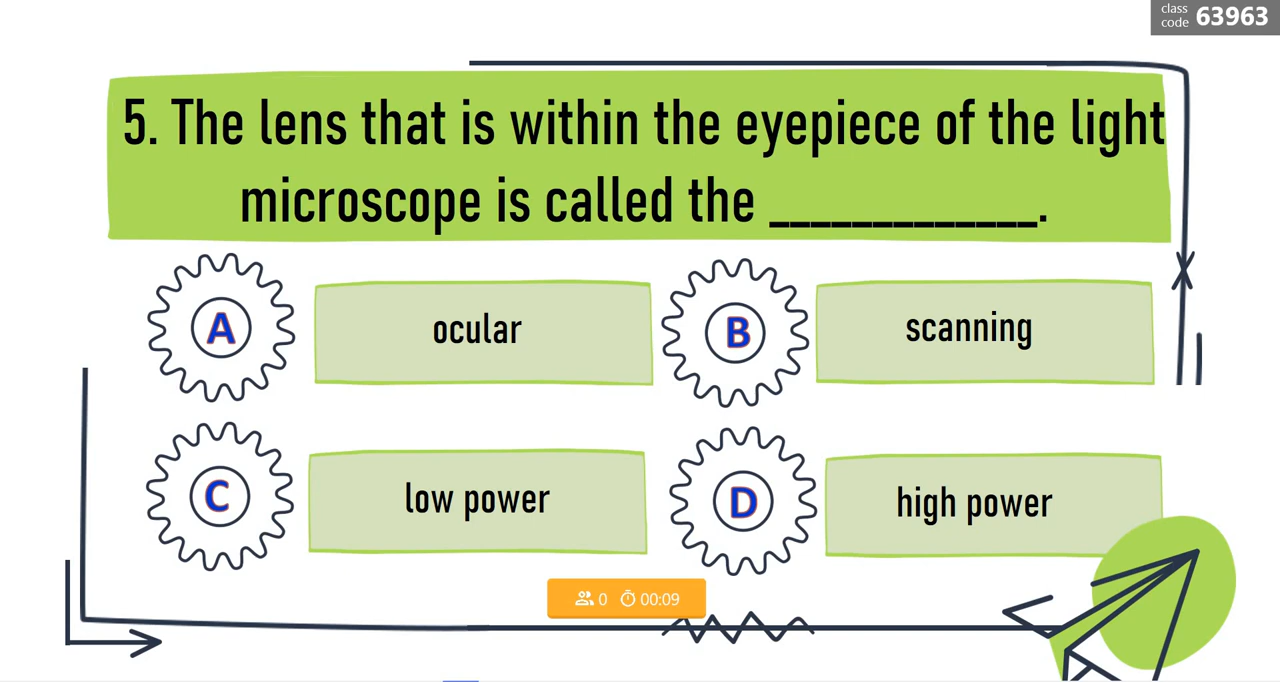 class
code 63963
5. The lens that is within the eyepiece of the light
microscope is called the _____________.
A ocular
B scanning
C low power
D high power
0 00:09